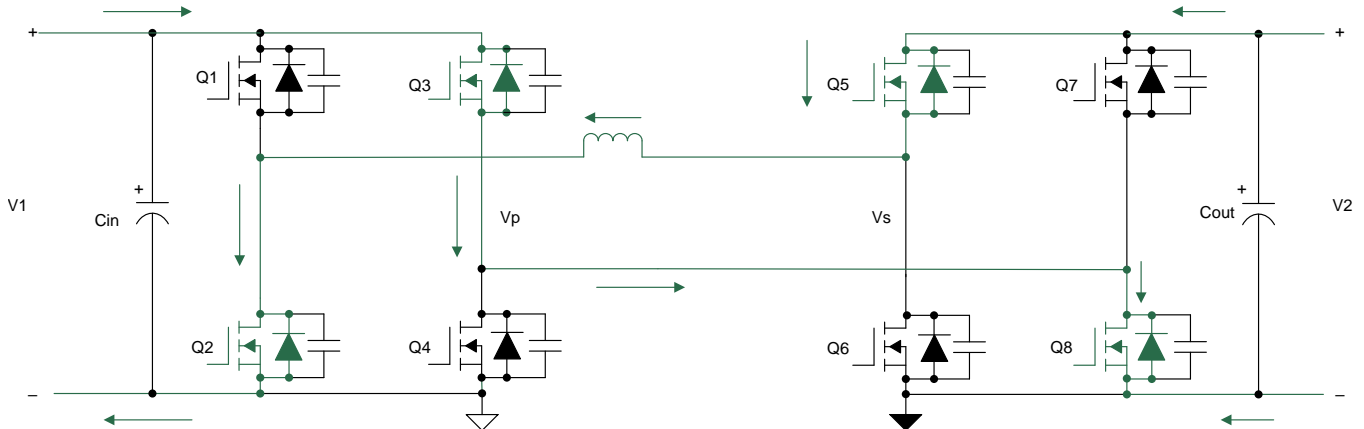 +
+
Q1
Q3
Q5
Q7
+
+
V1
Cin
Vp
Vs
Cout
V2
Q2
Q4
Q6
Q8
–
–